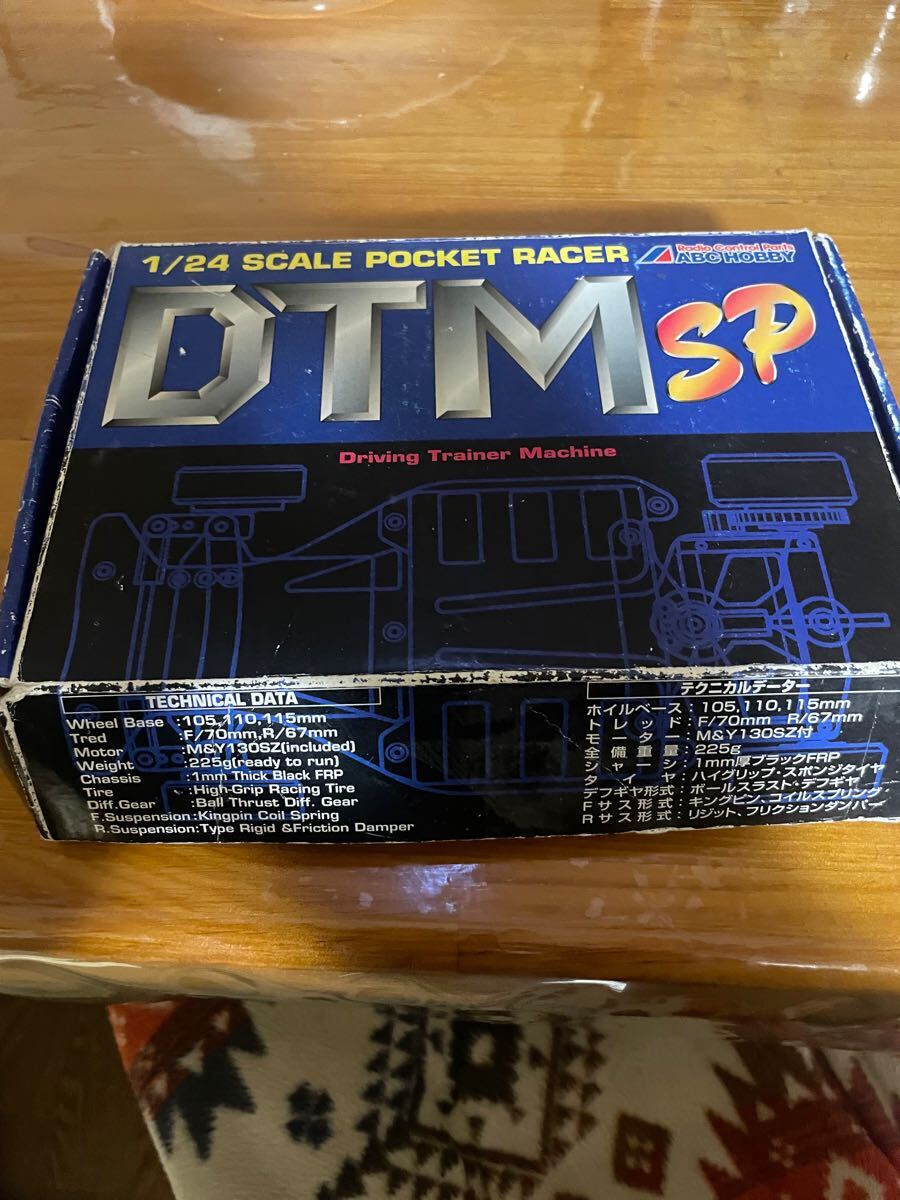 1/24 SCALE POCKET RACER
Radio Control Parts
ABC HOBBY
DTM SP
Driving Trainer Machine
TECHNICAL DATA
Wheel Base :105,110,115mm
Tred :F/70mm,R/67mm
Motor :M&Y130SZ(included)
Weight :225g(ready to run)
Chassis :1mm Thick Black FRP
Tire :High-Grip Racing Tire
Diff.Gear :Ball Thrust Diff. Gear
F.Suspension:Kingpin Coil Spring
R.Suspension:Type Rigid &Friction Damper
テクニカルデーター
ホイルベース：105,110,115mm
トレッド：F/70mm R/67mm
モーター：M&Y130SZ付
全備重量：225g
シャーシ：1mm厚ブラックFRP
タイヤ：ハイグリップ・スポンジタイヤ
デフギヤ形式：ボールスラスト・デフギヤ
Fサス形式：キングピン、コイルスプリング
Rサス形式：リジット、フリクションダンパー